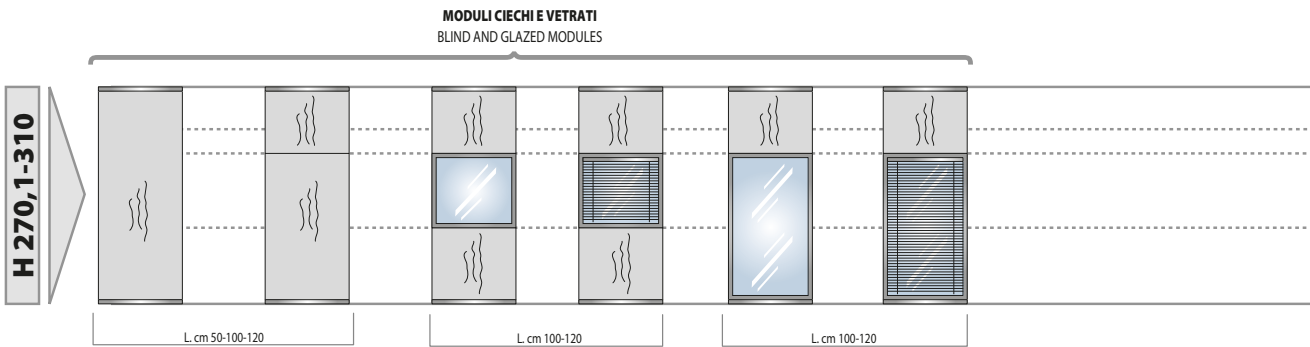 MODULI CIECHI E VETRATI
BLIND AND GLAZED MODULES
H 270,1-310
L. cm 50-100-120
L. cm 100-120
L. cm 100-120